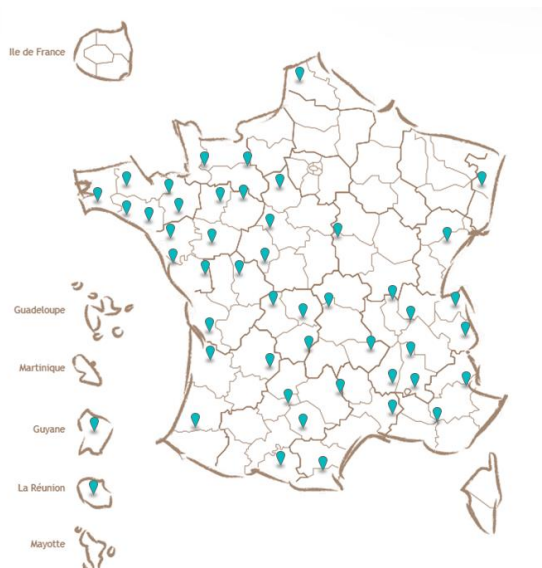 Ile de France
Guadeloupe
Martinique
Guyane
La Réunion
Mayotte